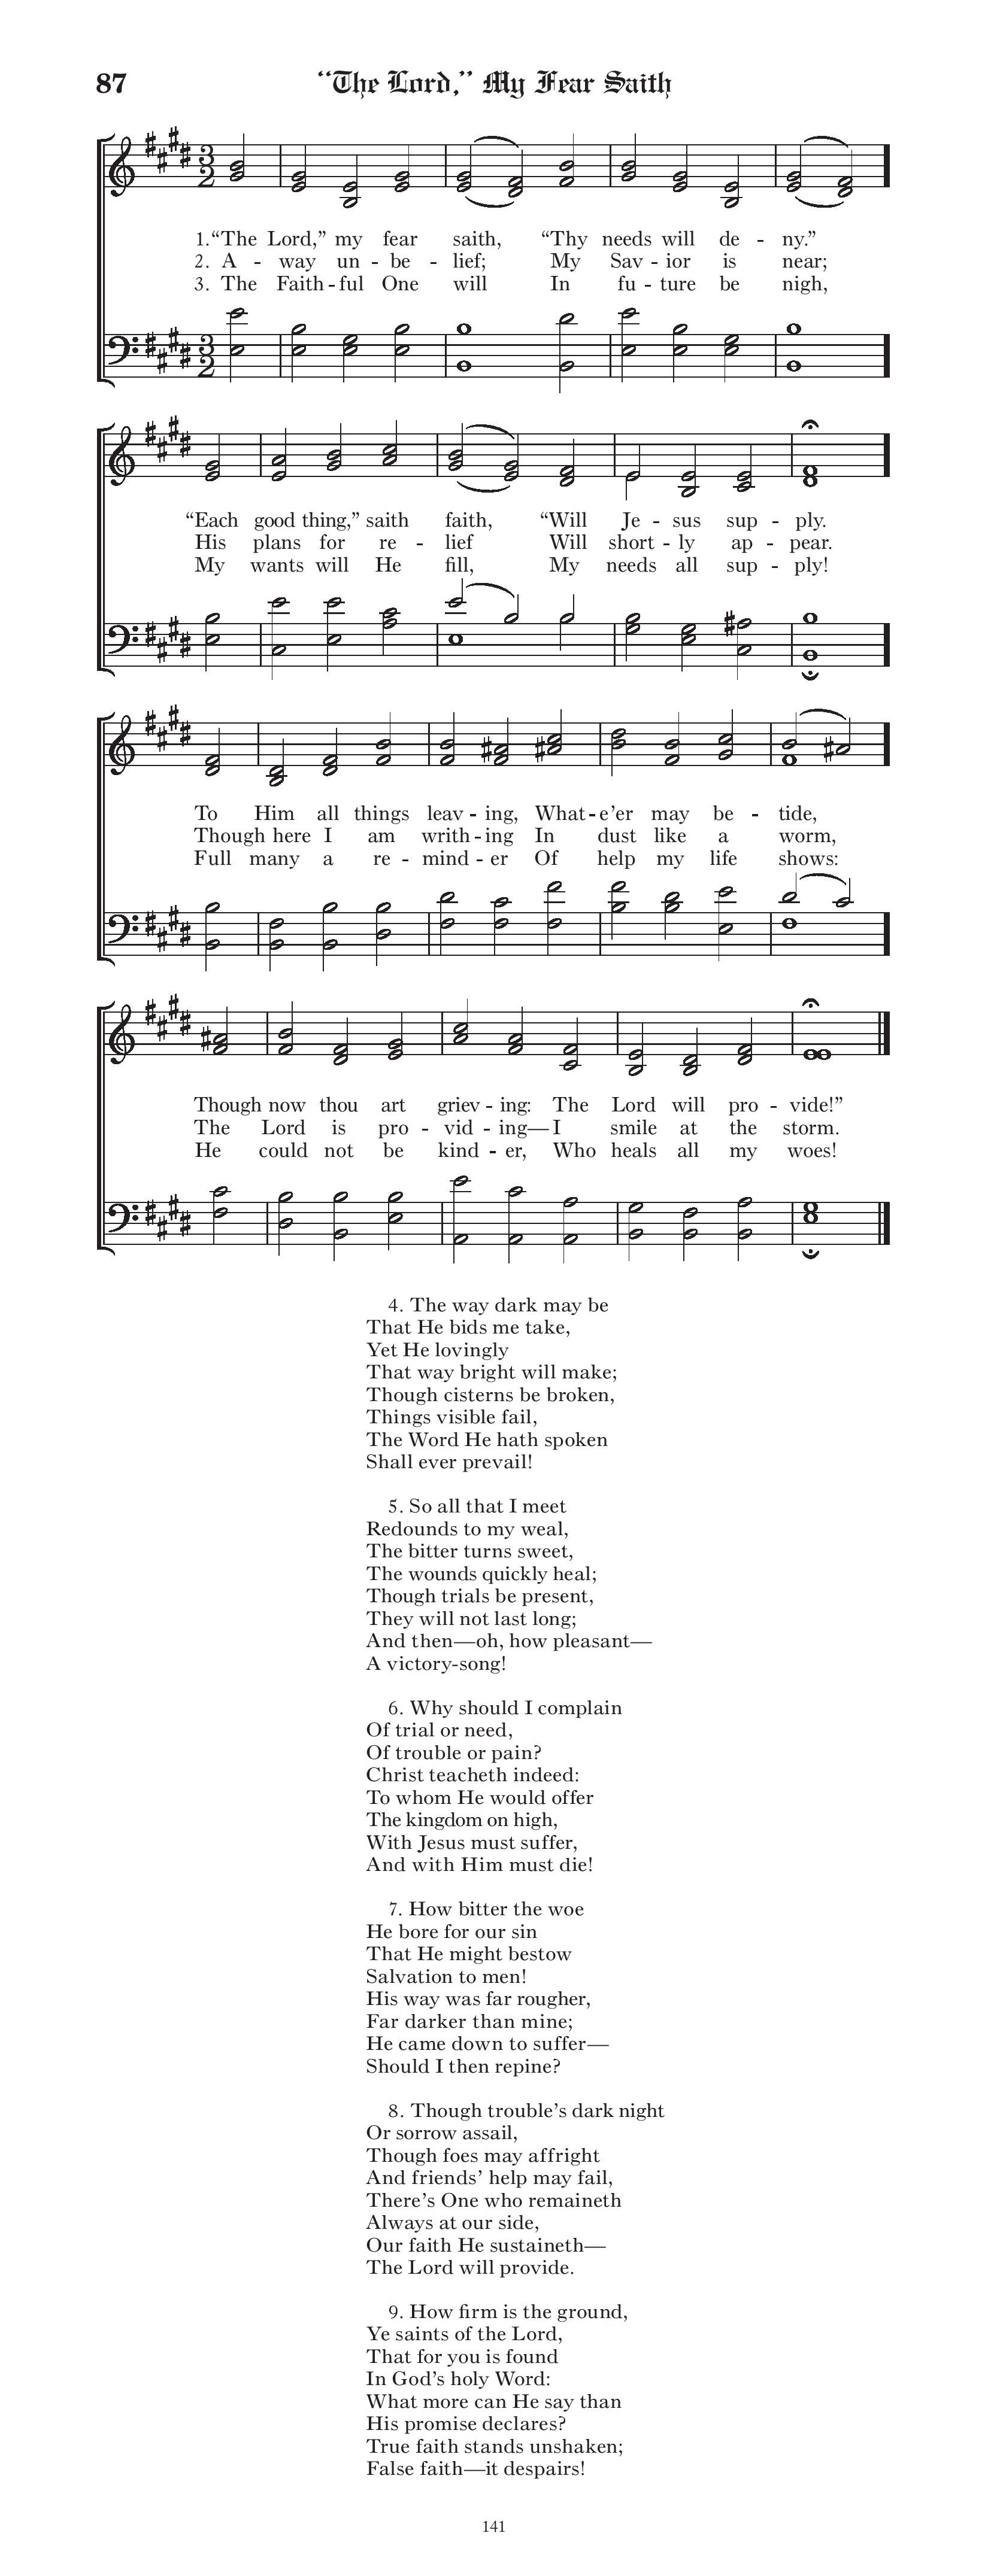 87
“The Lord,” My Fear Saith
1.“The Lord,” my fear saith, “Thy needs will de - ny.”
2. A - way un - be - lief; My Sav - ior is near;
3. The Faith - ful One will In fu - ture be nigh,
“Each good thing,” saith faith, “Will Je - sus sup - ply.
His plans for re - lief Will short - ly ap - pear.
My wants will He fill, My needs all sup - ply!
To Him all things leav - ing, What - e’er may be - tide,
Though here I am writh - ing In dust like a worm,
Full many a re - mind - er Of help my life shows:
Though now thou art griev - ing: The Lord will pro - vide!”
The Lord is pro - vid - ing—I smile at the storm.
He could not be kind - er, Who heals all my woes!
4. The way dark may be
That He bids me take,
Yet He lovingly
That way bright will make;
Though cisterns be broken,
Things visible fail,
The Word He hath spoken
Shall ever prevail!
5. So all that I meet
Redounds to my weal,
The bitter turns sweet,
The wounds quickly heal;
Though trials be present,
They will not last long;
And then—oh, how pleasant—
A victory-song!
6. Why should I complain
Of trial or need,
Of trouble or pain?
Christ teacheth indeed:
To whom He would offer
The kingdom on high,
With Jesus must suffer,
And with Him must die!
7. How bitter the woe
He bore for our sin
That He might bestow
Salvation to men!
His way was far rougher,
Far darker than mine;
He came down to suffer—
Should I then repine?
8. Though trouble’s dark night
Or sorrow assail,
Though foes may affright
And friends’ help may fail,
There’s One who remaineth
Always at our side,
Our faith He sustaineth—
The Lord will provide.
9. How firm is the ground,
Ye saints of the Lord,
That for you is found
In God’s holy Word:
What more can He say than
His promise declares?
True faith stands unshaken;
False faith—it despairs!
141